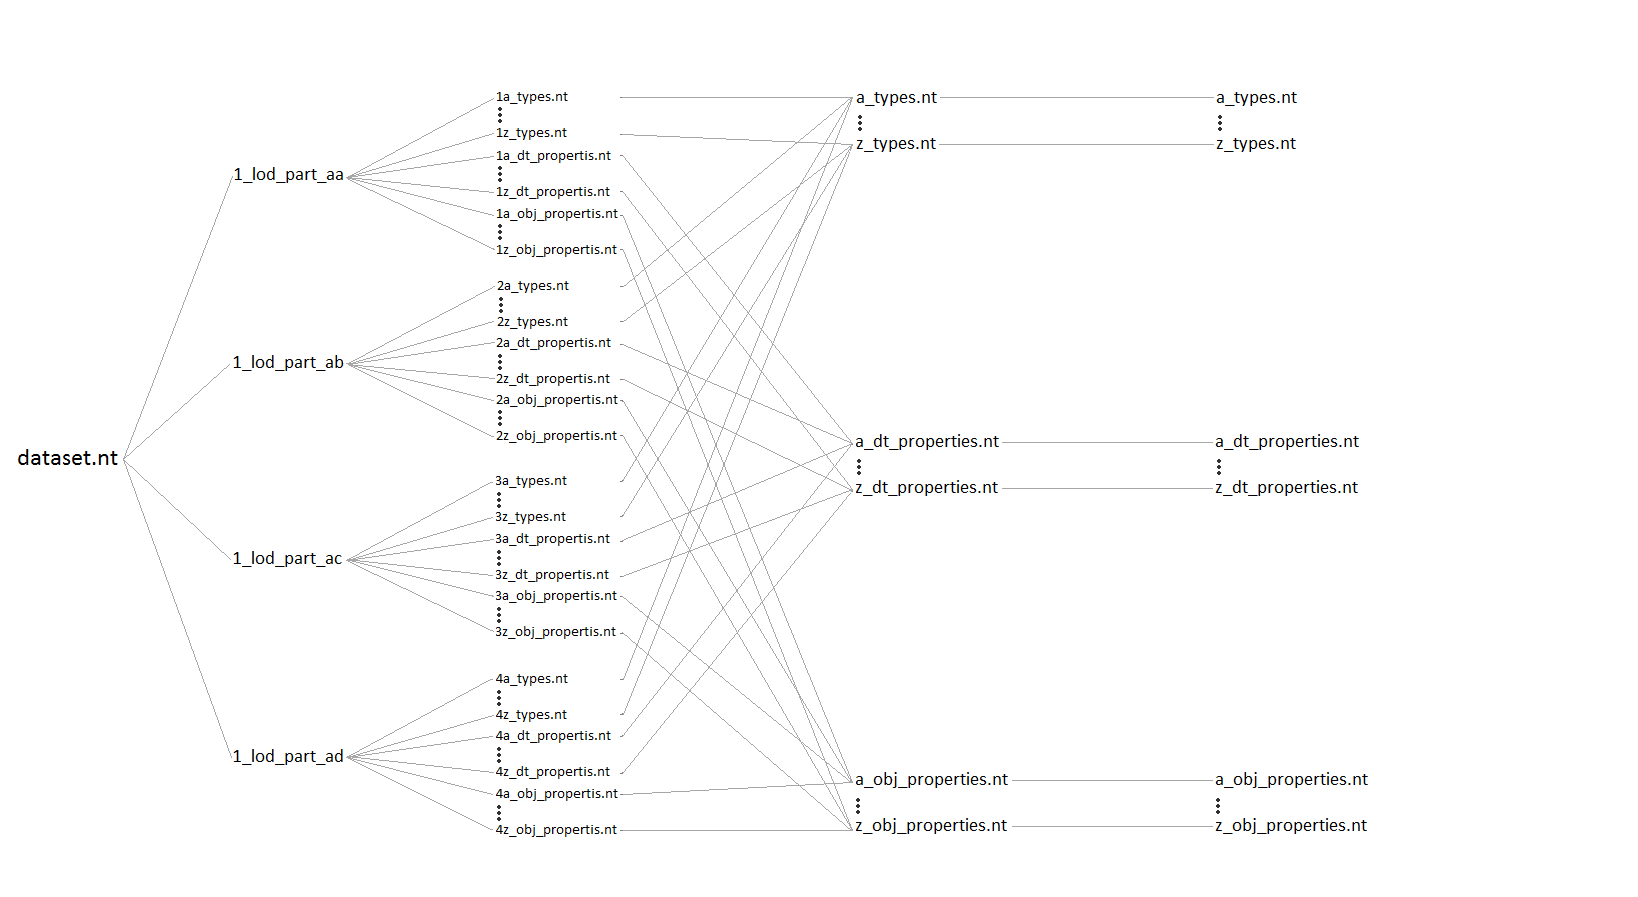 dataset.nt
1_lod_part_aa
1_lod_part_ab
1_lod_part_ac
1_lod_part_ad
1a_types.nt
1z_types.nt
1a_dt_propertis.nt
1z_dt_propertis.nt
1a_obj_propertis.nt
1z_obj_propertis.nt
2a_types.nt
2z_types.nt
2a_dt_propertis.nt
2z_dt_propertis.nt
2a_obj_propertis.nt
2z_obj_propertis.nt
3a_types.nt
3z_types.nt
3a_dt_propertis.nt
3z_dt_propertis.nt
3a_obj_propertis.nt
3z_obj_propertis.nt
4a_types.nt
4z_types.nt
4a_dt_propertis.nt
4z_dt_propertis.nt
4a_obj_propertis.nt
4z_obj_propertis.nt
a_types.nt
z_types.nt
a_dt_properties.nt
z_dt_properties.nt
a_obj_properties.nt
z_obj_properties.nt
a_types.nt
z_types.nt
a_dt_properties.nt
z_dt_properties.nt
a_obj_properties.nt
z_obj_properties.nt